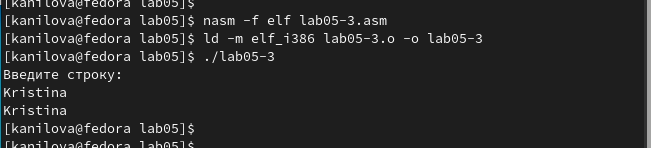 [kanilova@fedora lab05]$
[kanilova@fedora lab05]$ nasm -f elf lab05-3.asm
[kanilova@fedora lab05]$ ld -m elf_i386 lab05-3.o -o lab05-3
[kanilova@fedora lab05]$ ./lab05-3
Введите строку:
Kristina
Kristina
[kanilova@fedora lab05]$
[kanilova@fedora lab05]$